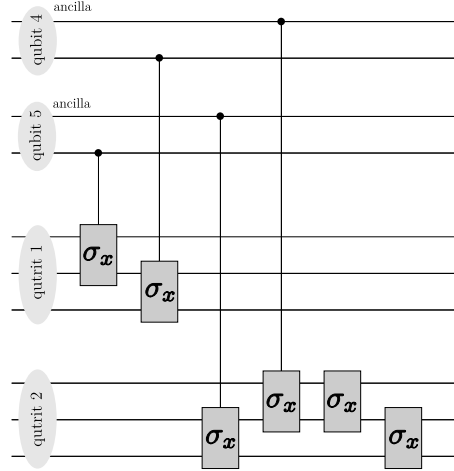 ancilla
qubit 4
ancilla
qubit 5
qutrit 1
σx
σx
qutrit 2
σx
σx
σx
σx